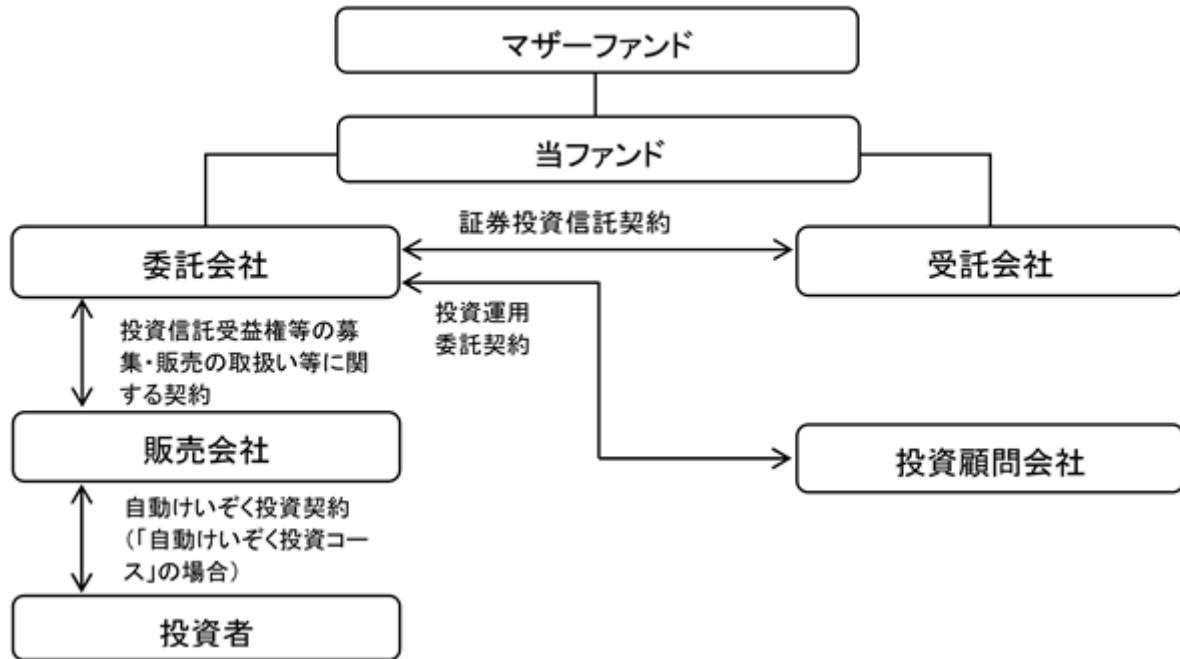 マザーファンド
当ファンド
証券投資信託契約
委託会社
受託会社
投資運用
委託契約
投資信託受益権等の募
集・販売の取扱い等に関
する契約
販売会社
投資顧問会社
自動けいぞく投資契約
(「自動けいぞく投資コー
ス」の場合)
投資者